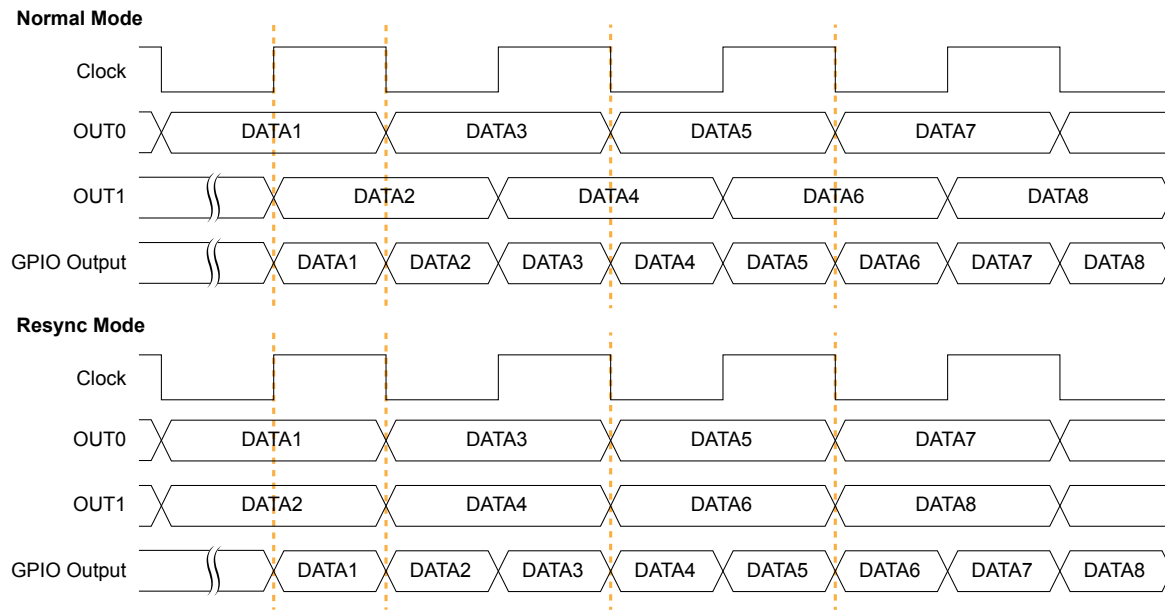 Normal Mode
Clock
OUT0 DATA1 DATA3 DATA5 DATA7
OUT1 DATA2 DATA4 DATA6 DATA8
GPIO Output DATA1 DATA2 DATA3 DATA4 DATA5 DATA6 DATA7 DATA8
Resync Mode
Clock
OUT0 DATA1 DATA3 DATA5 DATA7
OUT1 DATA2 DATA4 DATA6 DATA8
GPIO Output DATA1 DATA2 DATA3 DATA4 DATA5 DATA6 DATA7 DATA8